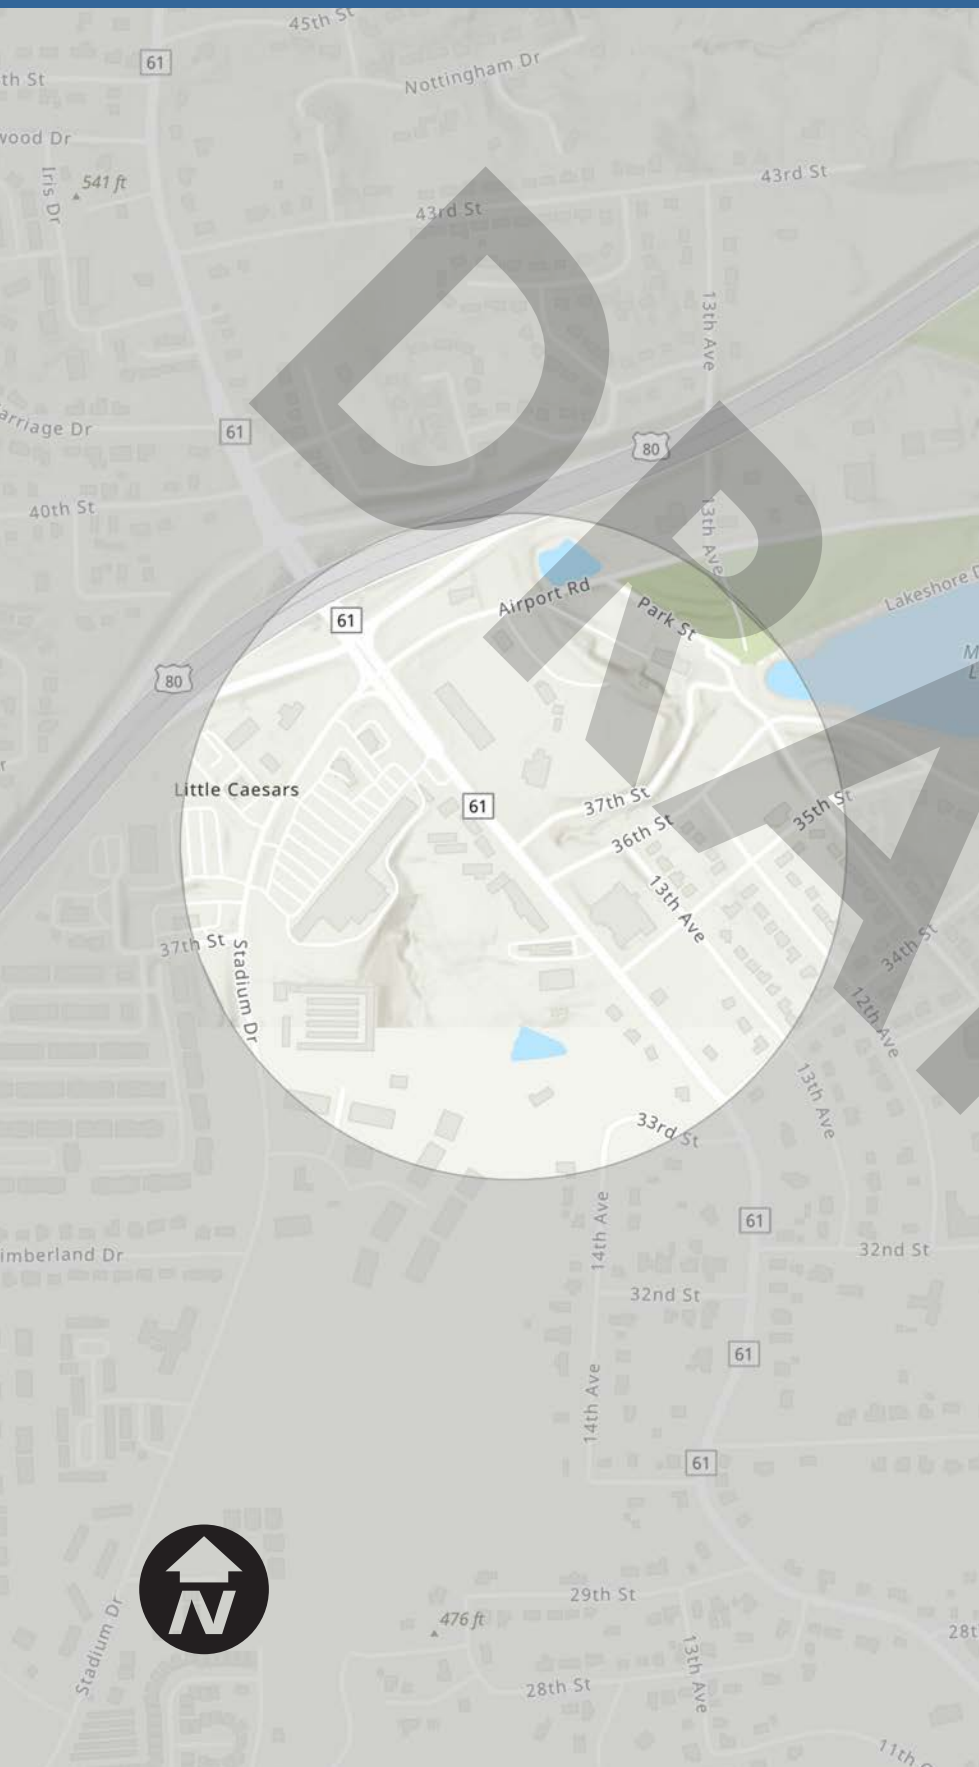 45th St
61
th St
Nottingham Dr
wood Dr
Iris Dr
541 ft
43rd St
43rd St
13th Ave
61
arriage Dr
80
40th St
13th Ave
Airport Rd
Park St
Lakeshore D
61
80
M
L
r
Little Caesars
61
37th St
36th St
35th St
13th Ave
37th St
Stadium Dr
34th St
12th Ave
13th Ave
33rd St
14th Ave
61
imberland Dr
32nd St
32nd St
61
14th Ave
61
N
29th St
476 ft
Stadium Dr
28t
28th St
13th Ave
11th
DRA